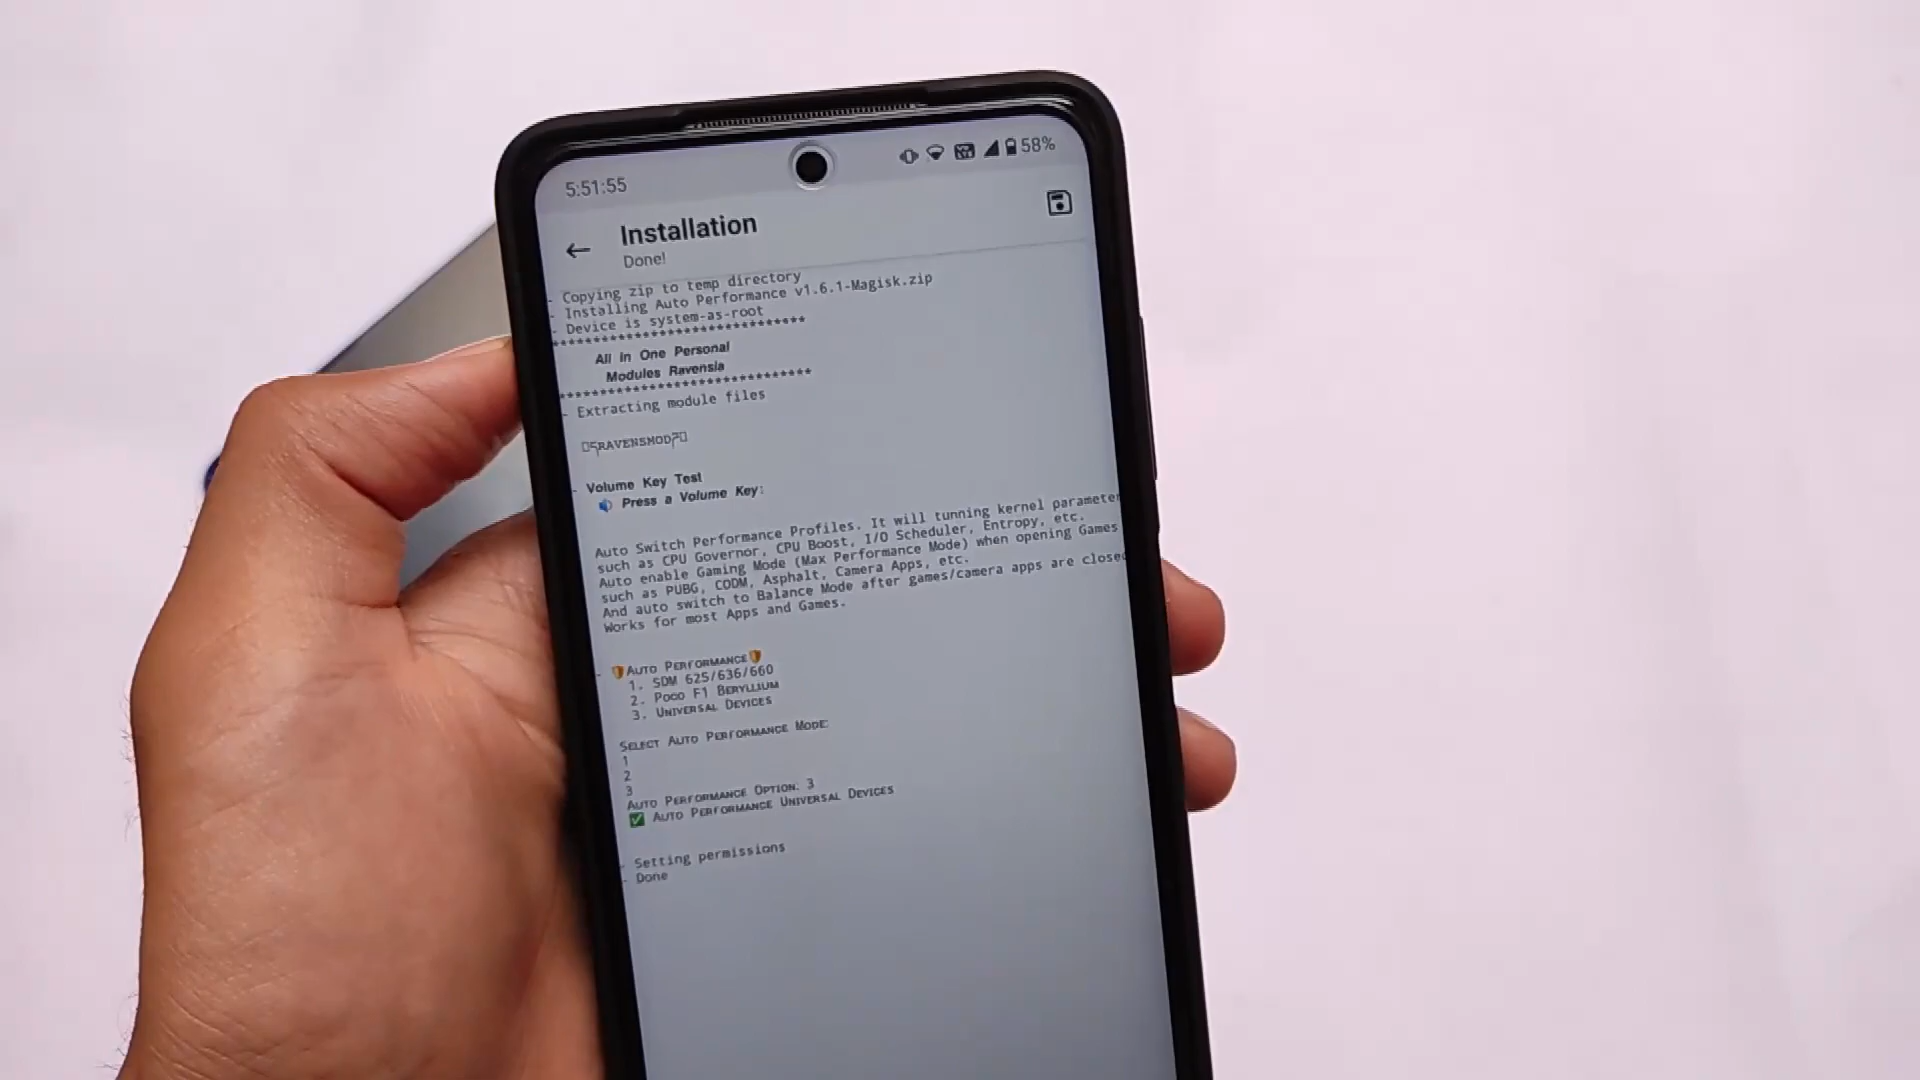 5:51:55
58%
Installation
Done!
- Copying zip to temp directory
- Installing Auto Performance v1.6.1-Magisk.zip
- Device is system-as-root
*******************************
All in One Personal
Modules Ravensia
*******************************
- Extracting module files
RAVENSMOD
- Volume Key Test
🔊 Press a Volume Key:
Auto Switch Performance Profiles. It will tunning kernel parameter
such as CPU Governor, CPU Boost, I/O Scheduler, Entropy, etc.
Auto enable Gaming Mode (Max Performance Mode) when opening Games
such as PUBG, CODM, Asphalt, Camera Apps, etc.
And auto switch to Balance Mode after games/camera apps are closed
Works for most Apps and Games.
- 🛡️Auto Performance🛡️
1. SDM 625/636/660
2. Poco F1 Beryllium
3. Universal Devices
Select Auto Performance Mode:
1
2
3
Auto Performance Option: 3
✅ Auto Performance Universal Devices
- Setting permissions
- Done